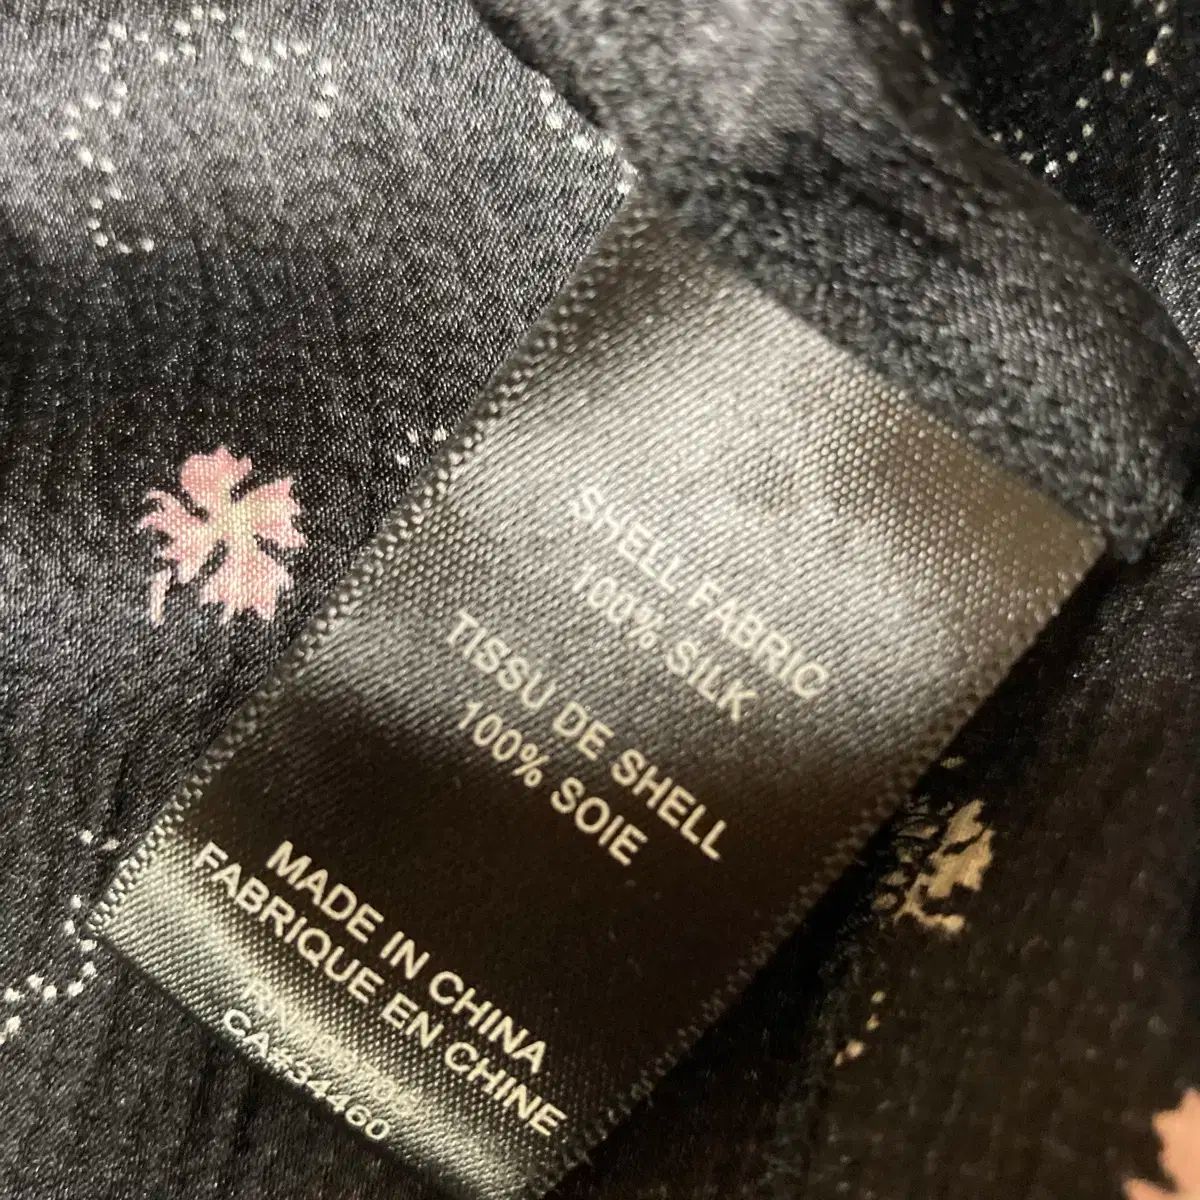 SHELL FABRIC
100% SILK
TISSU DE SHELL
100% SOIE
MADE IN CHINA
FABRIQUE EN CHINE
CA#34460